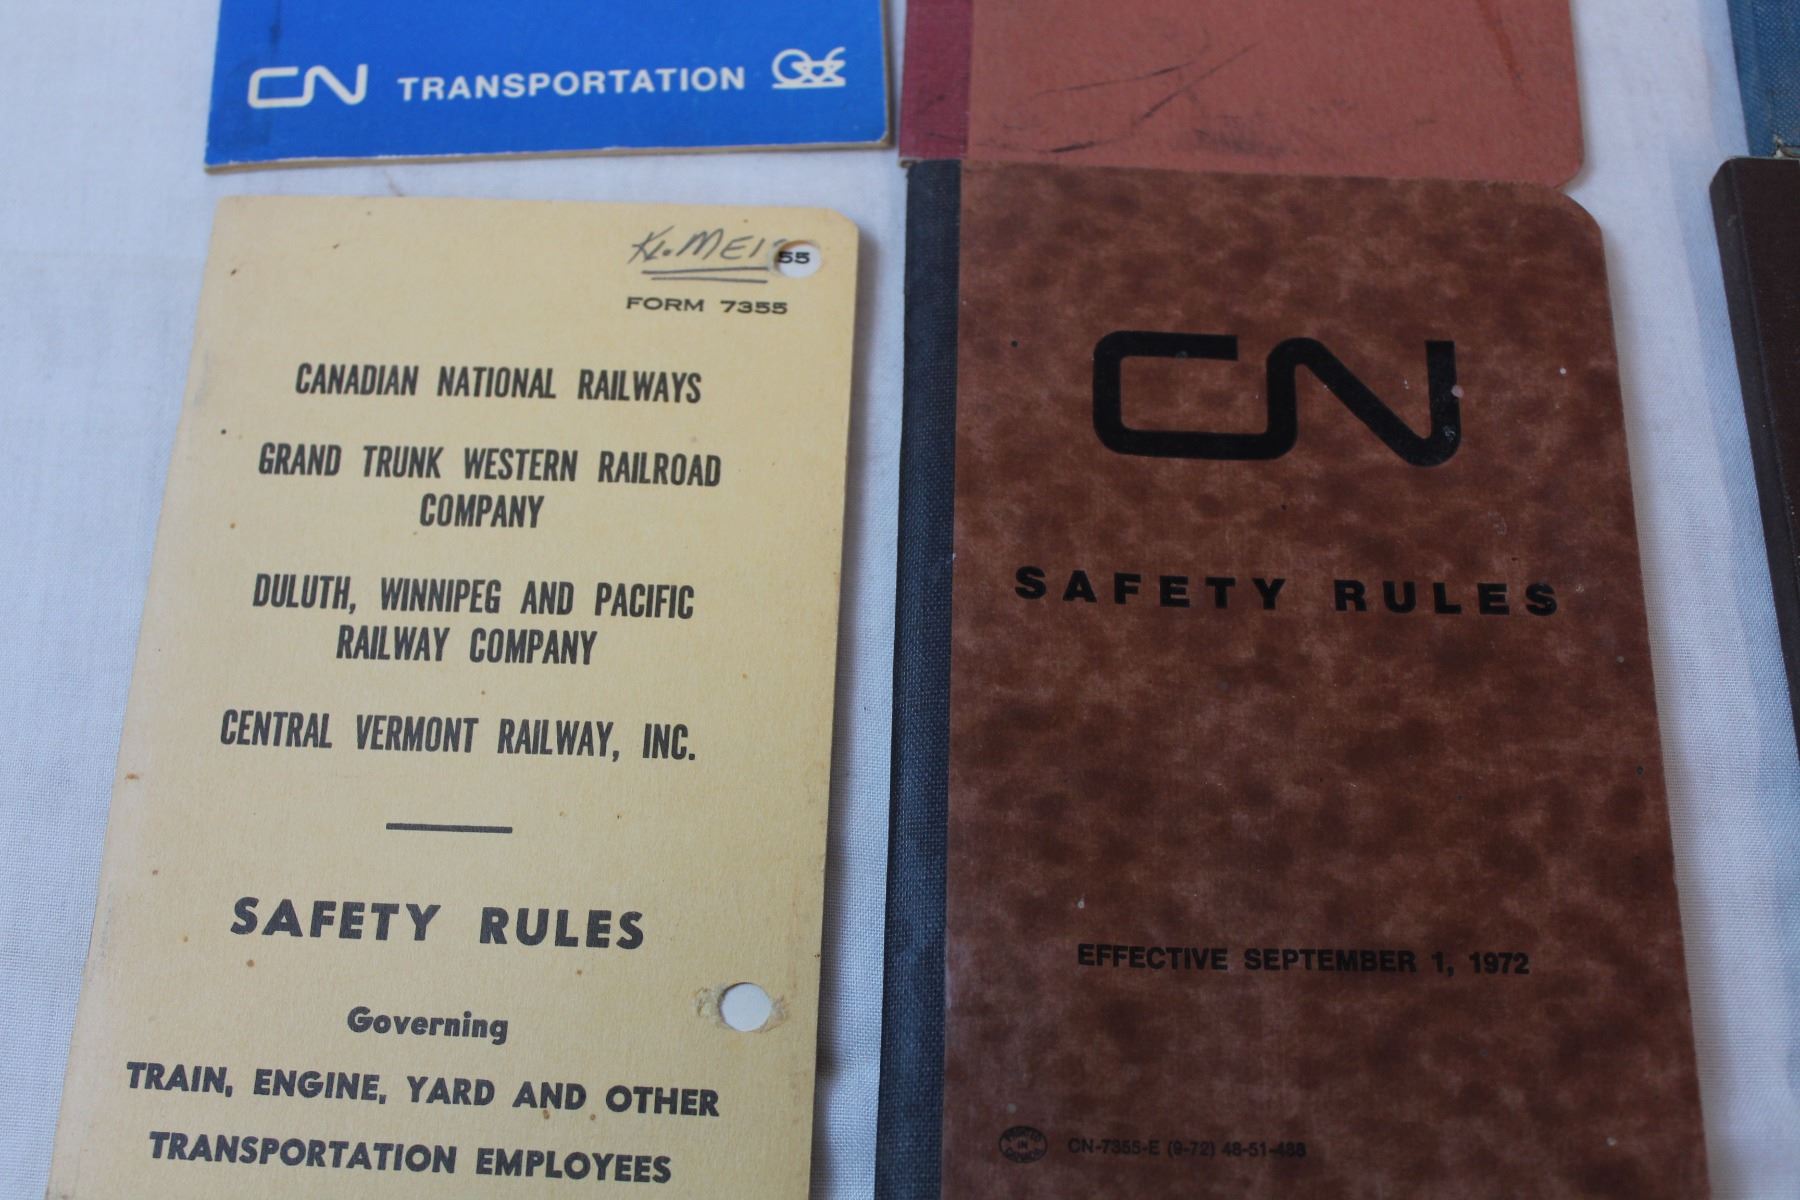 CN TRANSPORTATION
55
FORM 7355
CANADIAN NATIONAL RAILWAYS
GRAND TRUNK WESTERN RAILROAD
COMPANY
DULUTH, WINNIPEG AND PACIFIC
RAILWAY COMPANY
CENTRAL VERMONT RAILWAY, INC.
SAFETY RULES
Governing
TRAIN, ENGINE, YARD AND OTHER
TRANSPORTATION EMPLOYEES
CN
SAFETY RULES
EFFECTIVE SEPTEMBER 1, 1972
CN-7355-E (9-72) 48-51-488